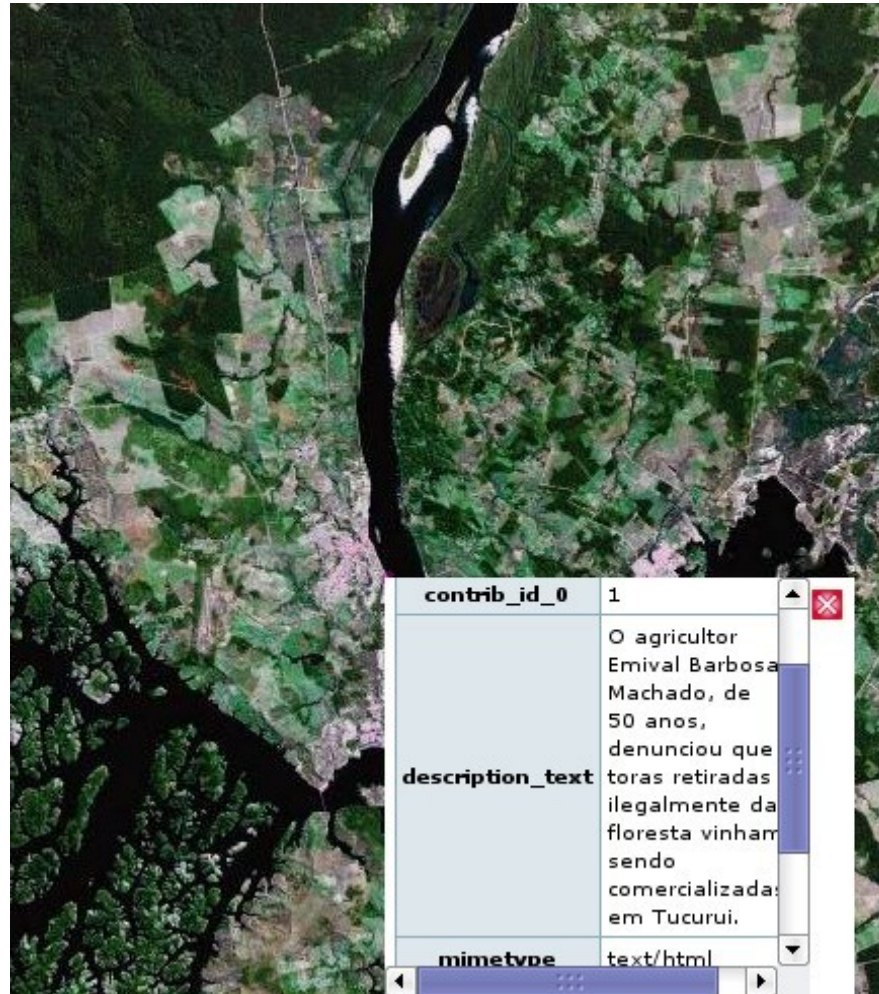 contrib_id_0 1
description_text
O agricultor
Emival Barbosa
Machado, de
50 anos,
denunciou que
toras retiradas
ilegalmente da
floresta vinham
sendo
comercializadas
em Tucurui.
mimetype text/html